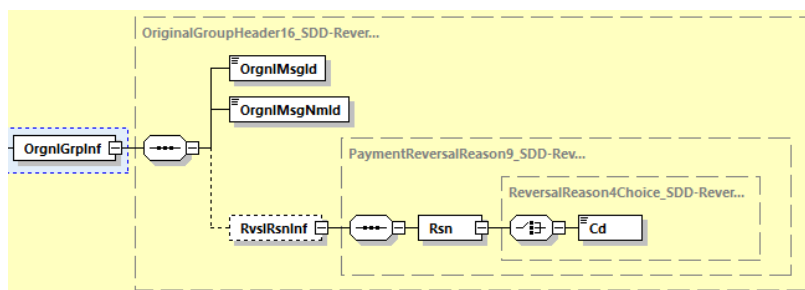 OriginalGroupHeader16_SDD-Rever...
OrgnlMsgId
OrgnlMsgNmId
OrgnlGrpInf
PaymentReversalReason9_SDD-Rev...
ReversalReason4Choice_SDD-Rever...
RvslRsnInf
Rsn
Cd